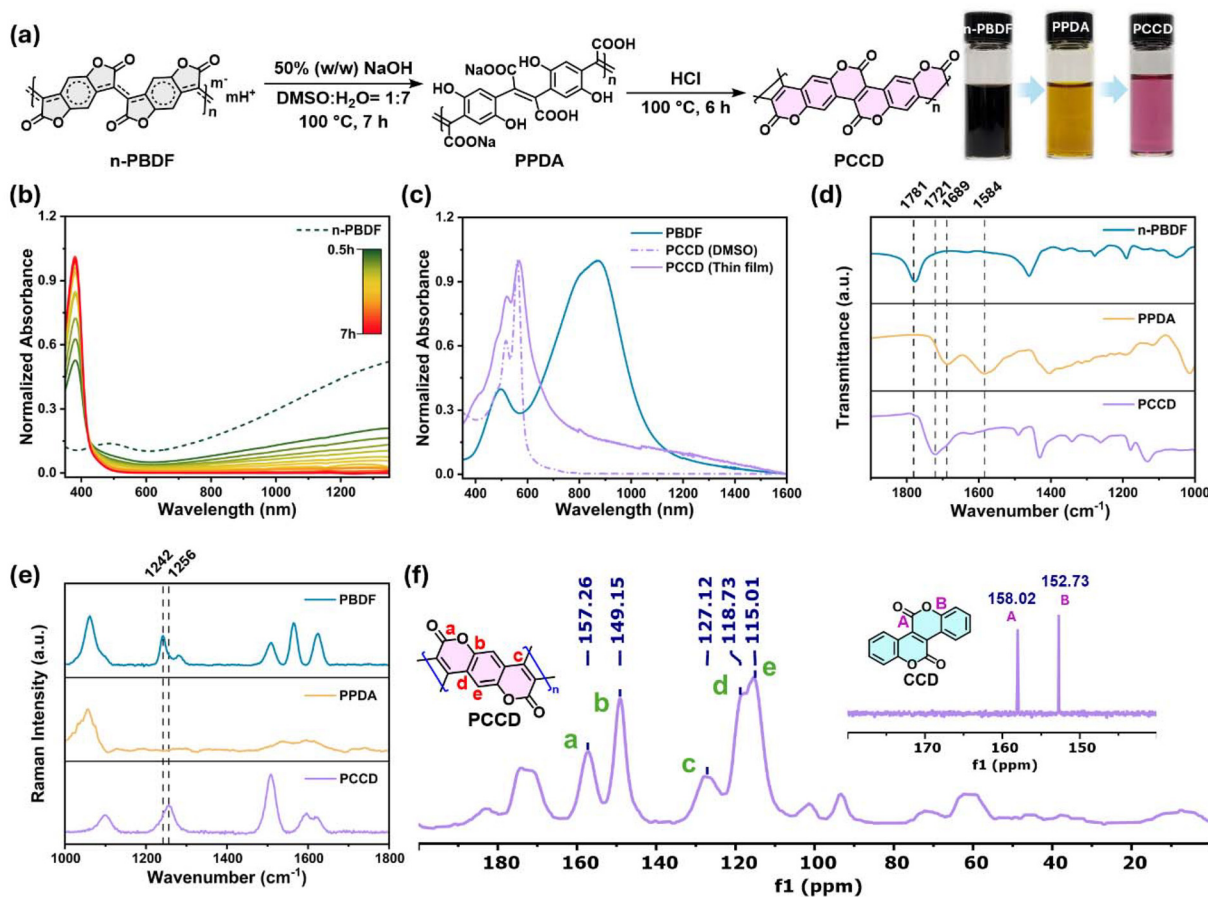 (a)
O
O
O
O
O
O
O
O
m-
mH+
n
n-PBDF
50% (w/w) NaOH
DMSO:H₂O= 1:7
100 °C, 7 h
COOH
NaOOC
HO
OH
n
HO
OH
COOH
COONa
PPDA
HCl
100 °C, 6 h
O
O
O
O
O
O
O
O
n
PCCD
n-PBDF
PPDA
PCCD
(b)
Normalized Absorbance
1.2
0.9
0.6
0.3
0.0
n-PBDF
0.5h
7h
400 600 800 1000 1200
Wavelength (nm)
(c)
Normalized Absorbance
1.2
0.9
0.6
0.3
0.0
PBDF
PCCD (DMSO)
PCCD (Thin film)
400 600 800 1000 1200 1400 1600
Wavelength (nm)
(d)
1781
1721
1689
1584
Transmittance (a.u.)
n-PBDF
PPDA
PCCD
1800 1600 1400 1200 1000
Wavenumber (cm⁻¹)
(e)
1242
1256
Raman Intensity (a.u.)
PBDF
PPDA
PCCD
1000 1200 1400 1600 1800
Wavenumber (cm⁻¹)
(f)
157.26
149.15
127.12
118.73
115.01
O
a
O
b
c
d
e
O
O
n
PCCD
a
b
c
d
e
O
O
A
B
O
O
CCD
158.02
A
152.73
B
170 160 150
f1 (ppm)
180 160 140 120 100 80 60 40 20
f1 (ppm)